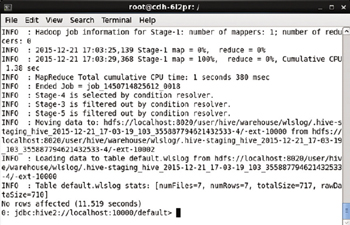 root@cdh-6l2pr: /
File Edit View Search Terminal Help
INFO : Hadoop job information for Stage-1: number of mappers: 1; number of reduc
cers: 0
INFO : 2015-12-21 17:03:25,139 Stage-1 map = 0%, reduce = 0%
INFO : 2015-12-21 17:03:29,368 Stage-1 map = 100%, reduce = 0%, Cumulative CPU
1.38 sec
INFO : MapReduce Total cumulative CPU time: 1 seconds 380 msec
INFO : Ended Job = job_1450714825612_0018
INFO : Stage-4 is selected by condition resolver.
INFO : Stage-3 is filtered out by condition resolver.
INFO : Stage-5 is filtered out by condition resolver.
INFO : Moving data to: hdfs://localhost:8020/user/hive/warehouse/wlslog/.hive-s
taging_hive_2015-12-21_17-03-19_103_3558877794621432533-4/-ext-10000 from hdfs://
localhost:8020/user/hive/warehouse/wlslog/.hive-staging_hive_2015-12-21_17-03-19
_103_3558877794621432533-4/-ext-10002
INFO : Loading data to table default.wlslog from hdfs://localhost:8020/user/hiv
e/warehouse/wlslog/.hive-staging_hive_2015-12-21_17-03-19_103_3558877794621432533
-4/-ext-10000
INFO : Table default.wlslog stats: [numFiles=7, numRows=7, totalSize=717, rawDa
taSize=710]
No rows affected (11.519 seconds)
0: jdbc:hive2://localhost:10000/default>